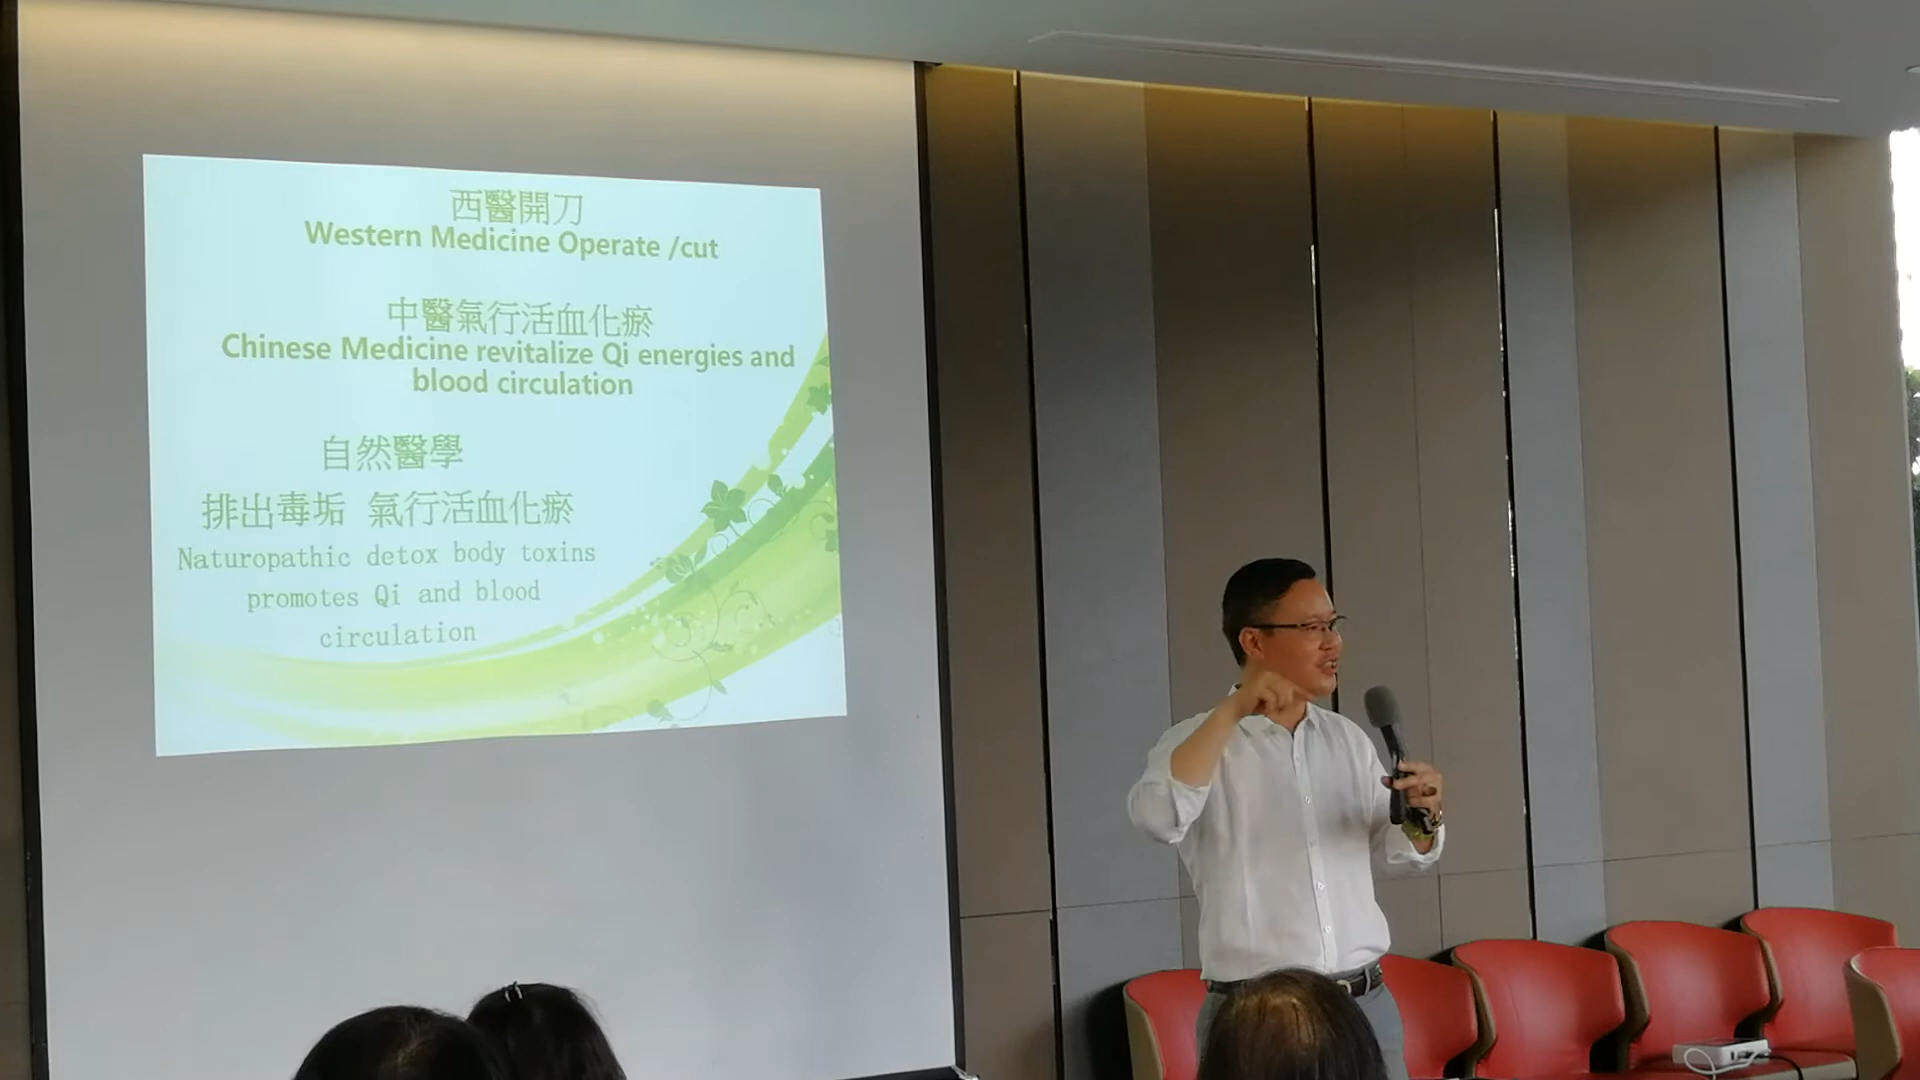 西醫開刀
Western Medicine Operate /cut
中醫氣行活血化瘀
Chinese Medicine revitalize Qi energies and
blood circulation
自然醫學
排出毒垢 氣行活血化瘀
Naturopathic detox body toxins
promotes Qi and blood
circulation